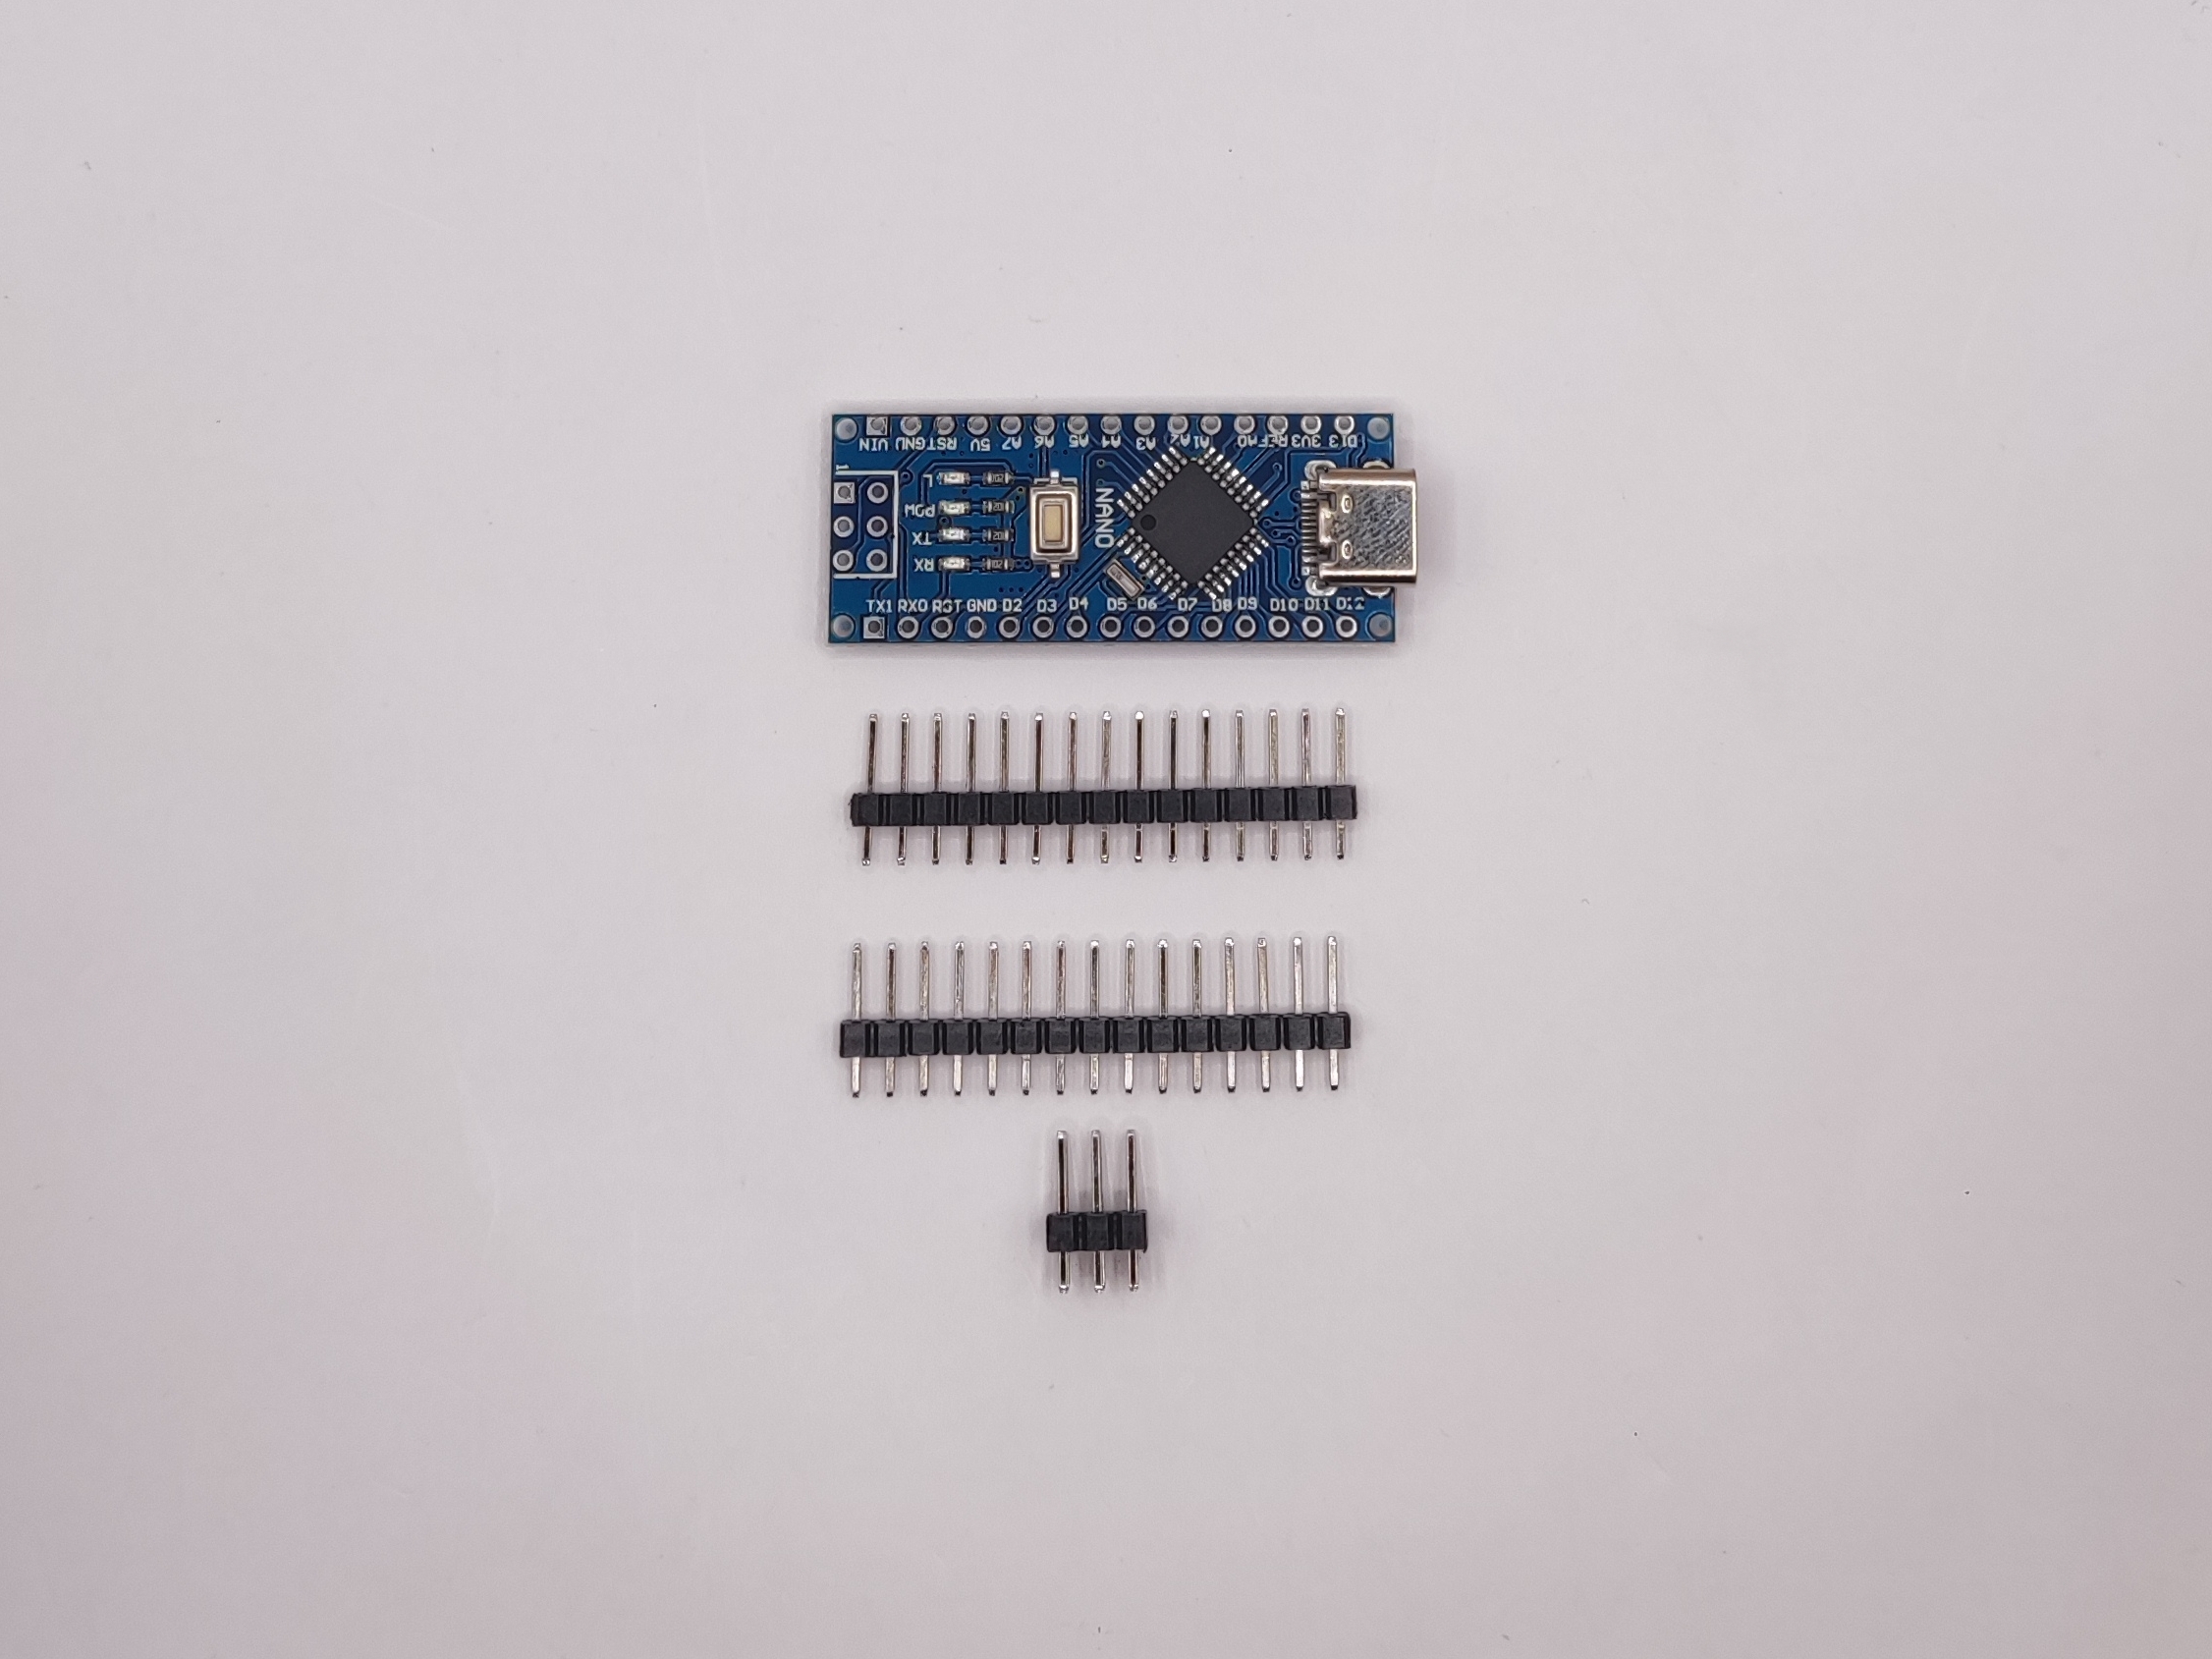 VIN GND RST 5V A7 A6 A5 A4 A3 A2 A1 A0 REF 3V3 D13
1
L
POW
TX
RX
NANO
TX1 RX0 RST GND D2 D3 D4 D5 D6 D7 D8 D9 D10 D11 D12